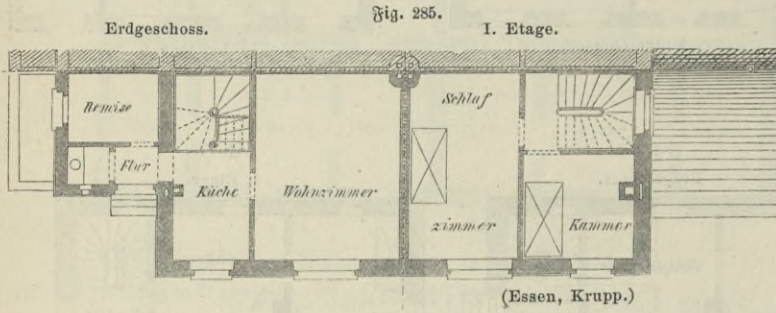 Fig. 285.
Erdgeschoss. I. Etage.
Remise Schlaf
Flur
Küche Wohnzimmer
zimmer Kammer
(Essen, Krupp.)